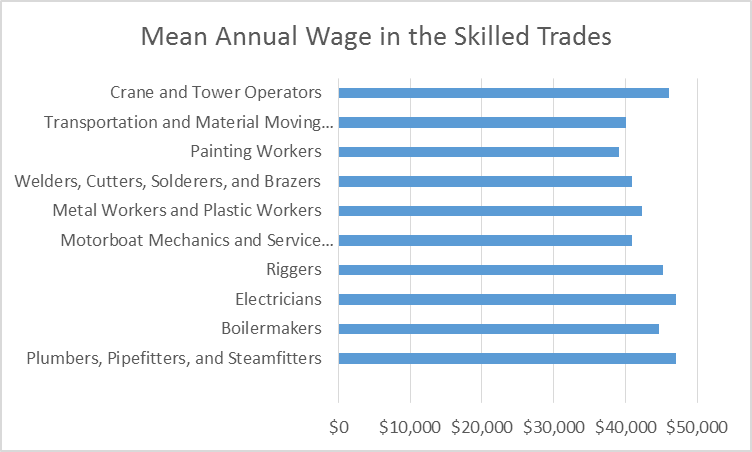 Mean Annual Wage in the Skilled Trades
Crane and Tower Operators
Transportation and Material Moving…
Painting Workers
Welders, Cutters, Solderers, and Brazers
Metal Workers and Plastic Workers
Motorboat Mechanics and Service…
Riggers
Electricians
Boilermakers
Plumbers, Pipefitters, and Steamfitters
$0 $10,000 $20,000 $30,000 $40,000 $50,000